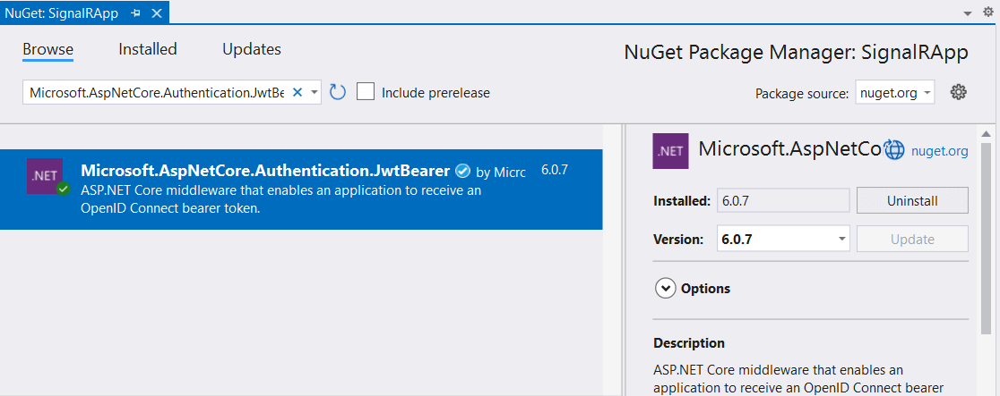 NuGet: SignalRApp
Browse Installed Updates
NuGet Package Manager: SignalRApp
Microsoft.AspNetCore.Authentication.JwtBe
Include prerelease
Package source: nuget.org
.NET
Microsoft.AspNetCore.Authentication.JwtBearer by Micrc 6.0.7
ASP.NET Core middleware that enables an application to receive an
OpenID Connect bearer token.
.NET
Microsoft.AspNetCo nuget.org
Installed: 6.0.7 Uninstall
Version: 6.0.7 Update
Options
Description
ASP.NET Core middleware that enables an
application to receive an OpenID Connect bearer